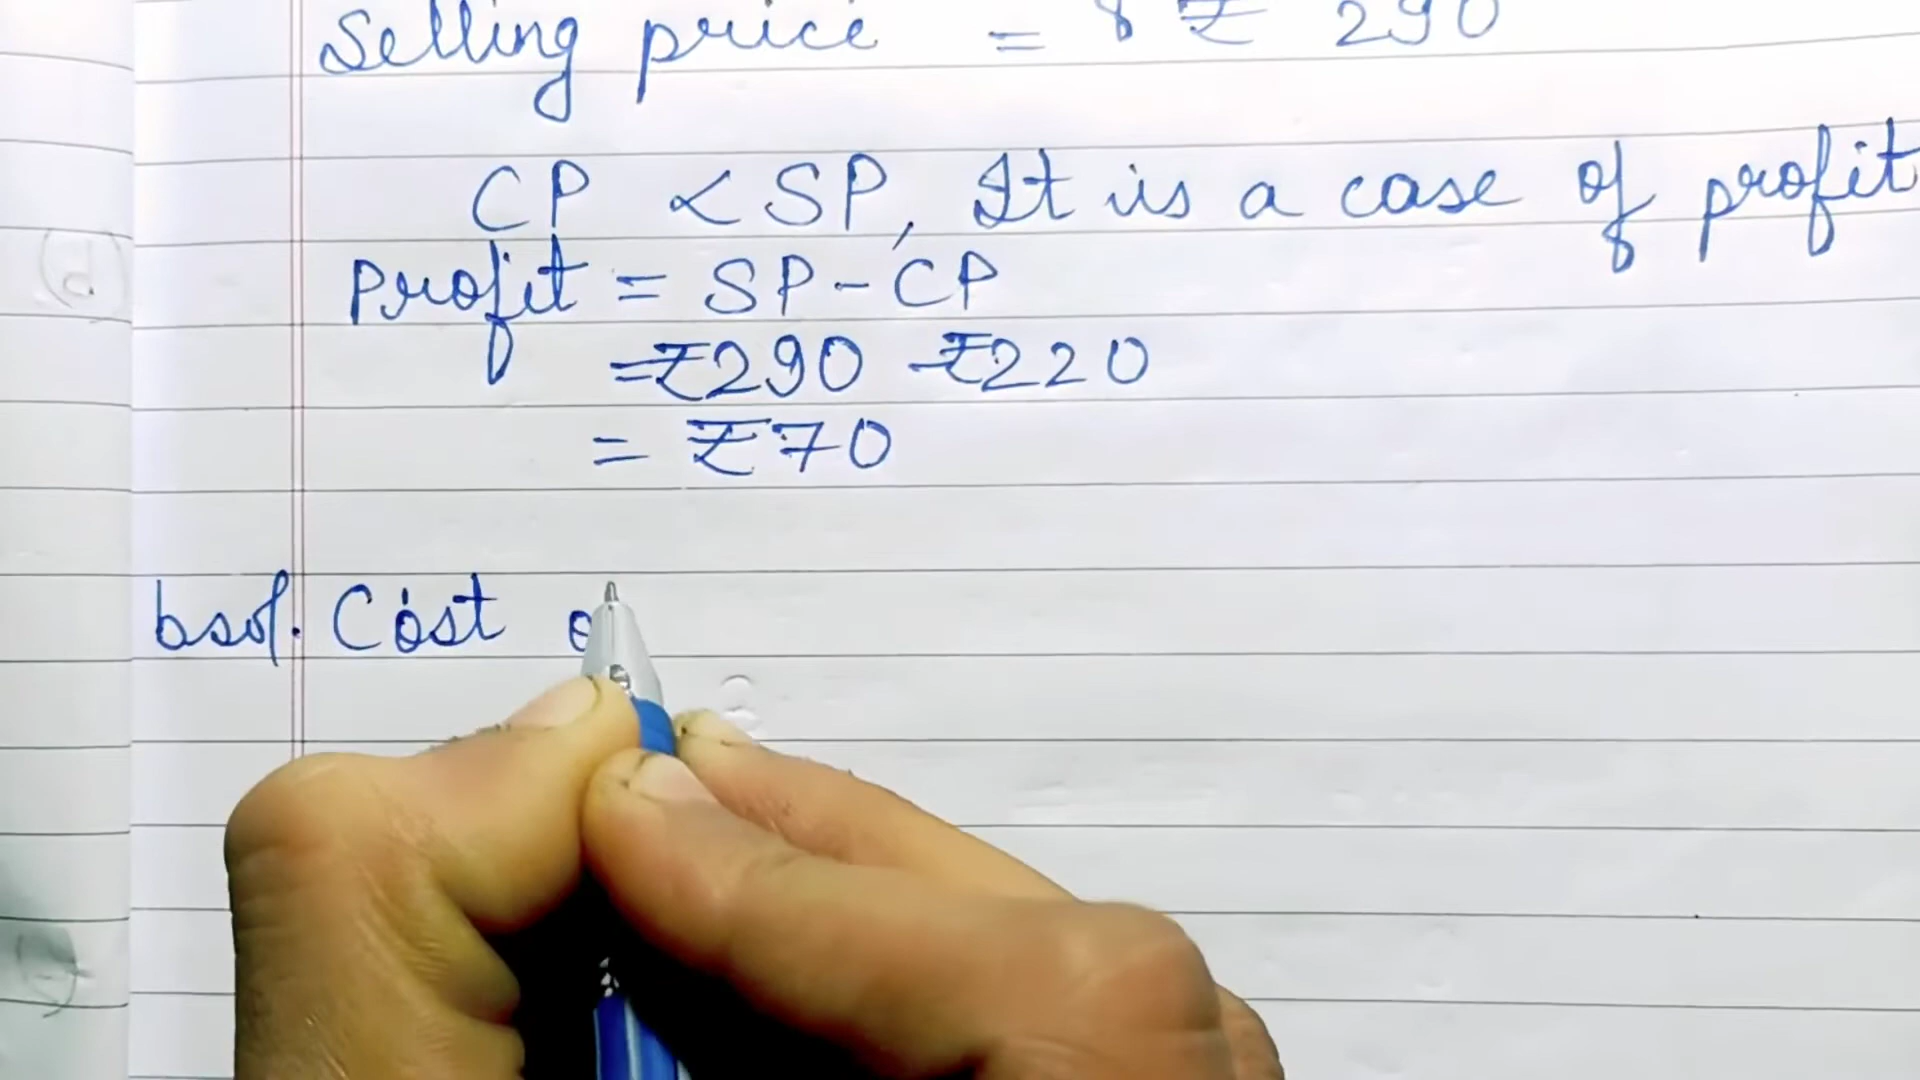 Selling price = ₹ 290
CP < SP, It is a case of profit
Profit = SP - CP
= ₹290 - ₹220
= ₹70
b sol. Cost o